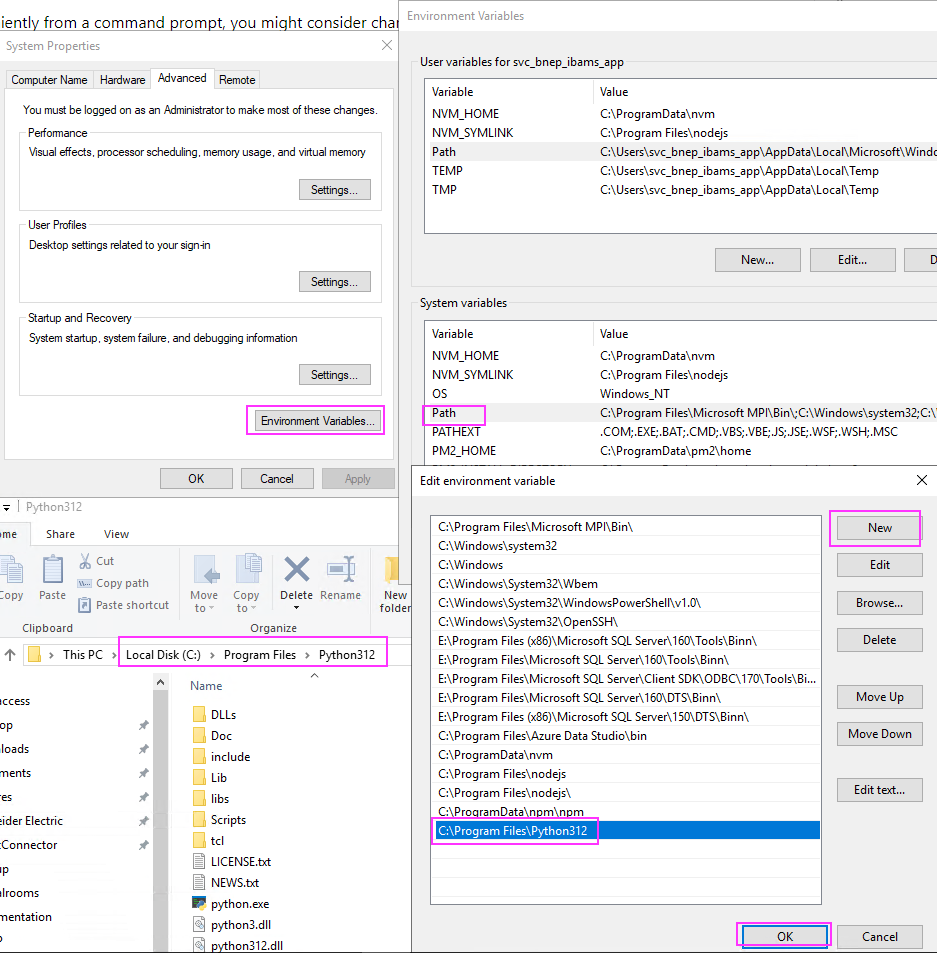 iently from a command prompt, you might consider char
System Properties
Computer Name Hardware Advanced Remote
You must be logged on as an Administrator to make most of these changes.
Performance
Visual effects, processor scheduling, memory usage, and virtual memory
Settings...
User Profiles
Desktop settings related to your sign-in
Settings...
Startup and Recovery
System startup, system failure, and debugging information
Settings...
Environment Variables...
OK Cancel Apply
Environment Variables
User variables for svc_bnep_ibams_app
Variable Value
NVM_HOME C:\ProgramData\nvm
NVM_SYMLINK C:\Program Files\nodejs
Path C:\Users\svc_bnep_ibams_app\AppData\Local\Microsoft\Windo
TEMP C:\Users\svc_bnep_ibams_app\AppData\Local\Temp
TMP C:\Users\svc_bnep_ibams_app\AppData\Local\Temp
New... Edit... D
System variables
Variable Value
NVM_HOME C:\ProgramData\nvm
NVM_SYMLINK C:\Program Files\nodejs
OS Windows_NT
Path C:\Program Files\Microsoft MPI\Bin\;C:\Windows\system32;C:\
PATHEXT .COM;.EXE;.BAT;.CMD;.VBS;.VBE;.JS;.JSE;.WSF;.WSH;.MSC
PM2_HOME C:\ProgramData\pm2\home
Python312
ome Share View
Copy
Paste
Cut
Copy path
Paste shortcut
Move to
Copy to
Delete
Rename
New folder
Clipboard Organize
This PC Local Disk (C:) Program Files Python312
ccess
op
loads
ments
res
eider Electric
tConnector
up
alrooms
mentation
Name
DLLs
Doc
include
Lib
libs
Scripts
tcl
LICENSE.txt
NEWS.txt
python.exe
python3.dll
python312.dll
Edit environment variable
C:\Program Files\Microsoft MPI\Bin\
C:\Windows\system32
C:\Windows
C:\Windows\System32\Wbem
C:\Windows\System32\WindowsPowerShell\v1.0\
C:\Windows\System32\OpenSSH\
E:\Program Files (x86)\Microsoft SQL Server\160\Tools\Binn\
E:\Program Files\Microsoft SQL Server\160\Tools\Binn\
E:\Program Files\Microsoft SQL Server\Client SDK\ODBC\170\Tools\Bi...
E:\Program Files\Microsoft SQL Server\160\DTS\Binn\
E:\Program Files (x86)\Microsoft SQL Server\150\DTS\Binn\
C:\Program Files\Azure Data Studio\bin
C:\ProgramData\nvm
C:\Program Files\nodejs
C:\Program Files\nodejs\
C:\ProgramData\npm\npm
C:\Program Files\Python312
New
Edit
Browse...
Delete
Move Up
Move Down
Edit text...
OK Cancel